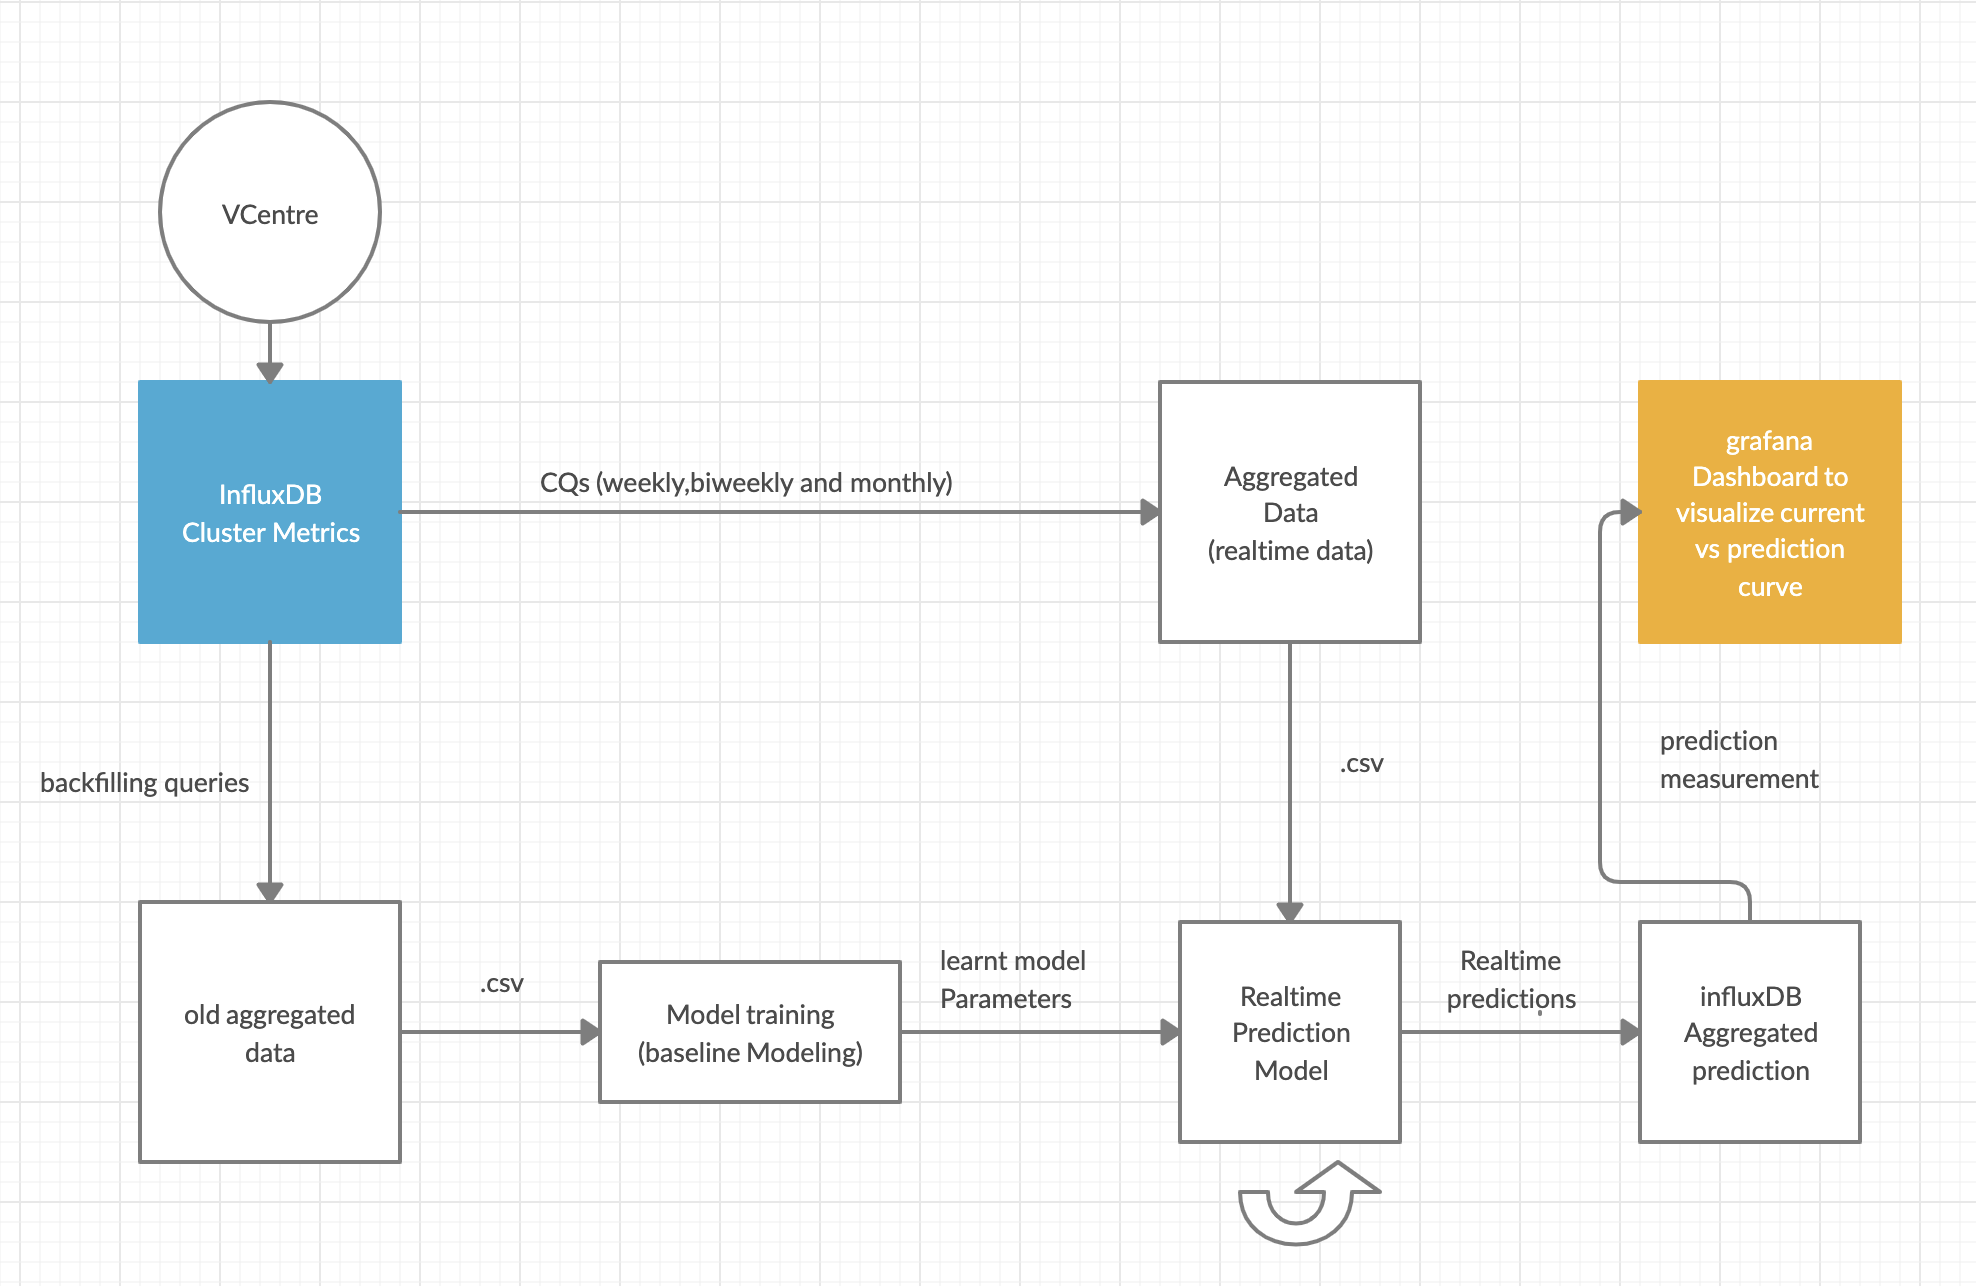 VCentre
InfluxDB
Cluster Metrics
CQs (weekly,biweekly and monthly)
Aggregated
Data
(realtime data)
grafana
Dashboard to
visualize current
vs prediction
curve
backfilling queries
.csv
prediction
measurement
old aggregated
data
.csv
Model training
(baseline Modeling)
learnt model
Parameters
Realtime
Prediction
Model
Realtime
predictions
influxDB
Aggregated
prediction